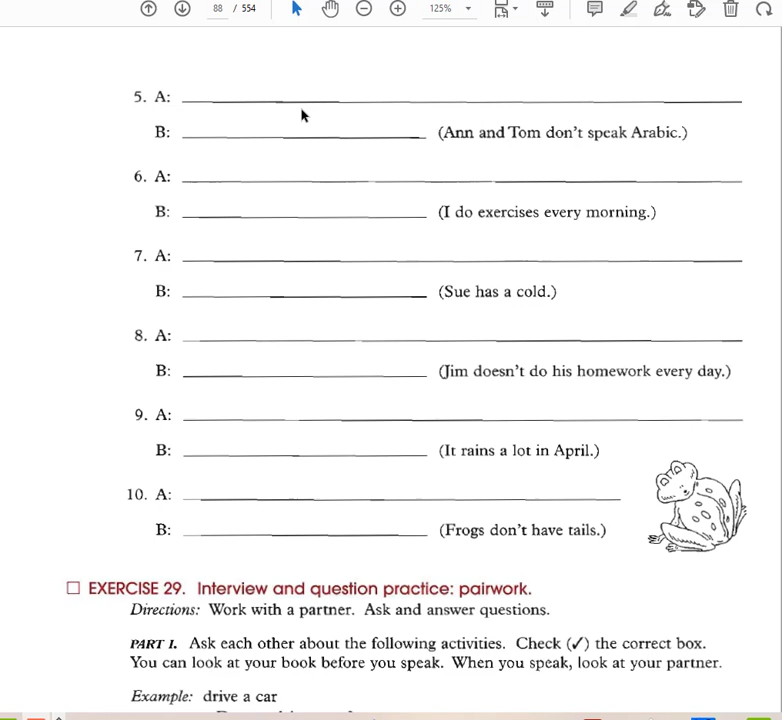 88 / 554 125%
5. A:
B: (Ann and Tom don't speak Arabic.)
6. A:
B: (I do exercises every morning.)
7. A:
B: (Sue has a cold.)
8. A:
B: (Jim doesn't do his homework every day.)
9. A:
B: (It rains a lot in April.)
10. A:
B: (Frogs don't have tails.)
EXERCISE 29. Interview and question practice: pairwork.
Directions: Work with a partner. Ask and answer questions.
PART I. Ask each other about the following activities. Check (✓) the correct box.
You can look at your book before you speak. When you speak, look at your partner.
Example: drive a car